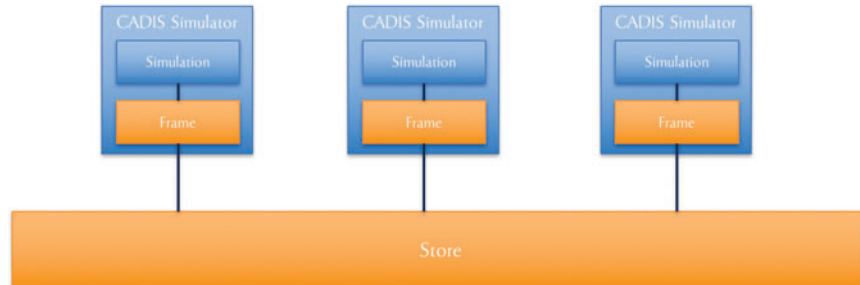 CADIS Simulator
Simulation
Frame
CADIS Simulator
Simulation
Frame
CADIS Simulator
Simulation
Frame
Store